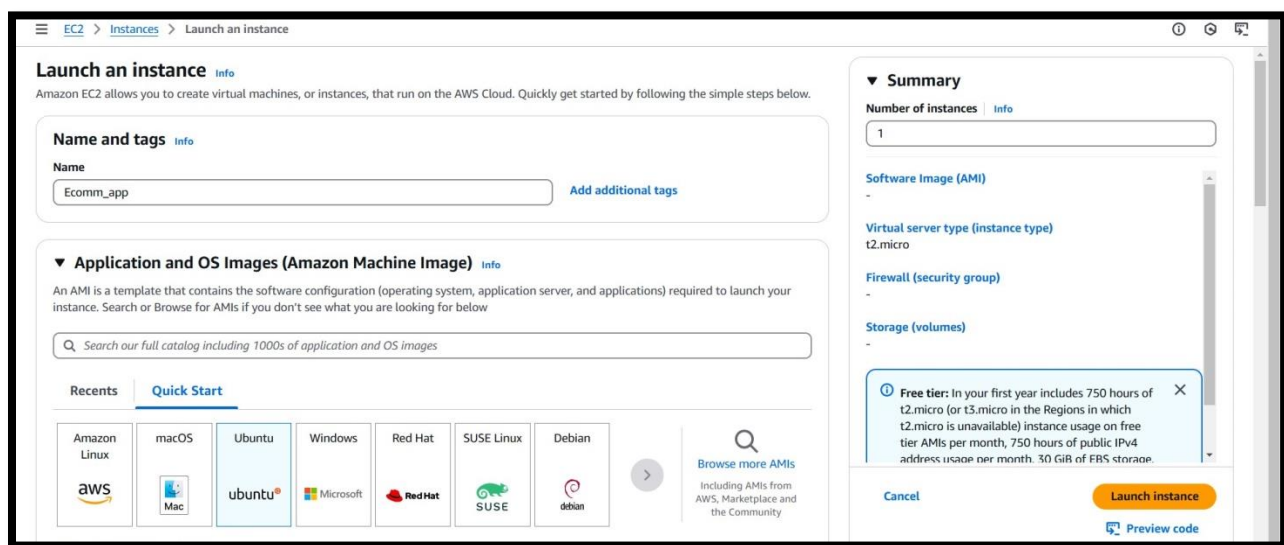 EC2 > Instances > Launch an instance
Launch an instance Info
Amazon EC2 allows you to create virtual machines, or instances, that run on the AWS Cloud. Quickly get started by following the simple steps below.
Name and tags Info
Name
Ecomm_app
Add additional tags
Application and OS Images (Amazon Machine Image) Info
An AMI is a template that contains the software configuration (operating system, application server, and applications) required to launch your
instance. Search or Browse for AMIs if you don't see what you are looking for below
Search our full catalog including 1000s of application and OS images
Recents Quick Start
Amazon
Linux
aws
macOS
Mac
Ubuntu
ubuntu
Windows
Microsoft
Red Hat
Red Hat
SUSE Linux
SUSE
Debian
debian
Browse more AMIs
Including AMIs from
AWS, Marketplace and
the Community
Summary
Number of instances Info
1
Software Image (AMI)
-
Virtual server type (instance type)
t2.micro
Firewall (security group)
-
Storage (volumes)
-
Free tier: In your first year includes 750 hours of
t2.micro (or t3.micro in the Regions in which
t2.micro is unavailable) instance usage on free
tier AMIs per month, 750 hours of public IPv4
address usage per month, 30 GiB of EBS storage,
Cancel
Launch instance
Preview code